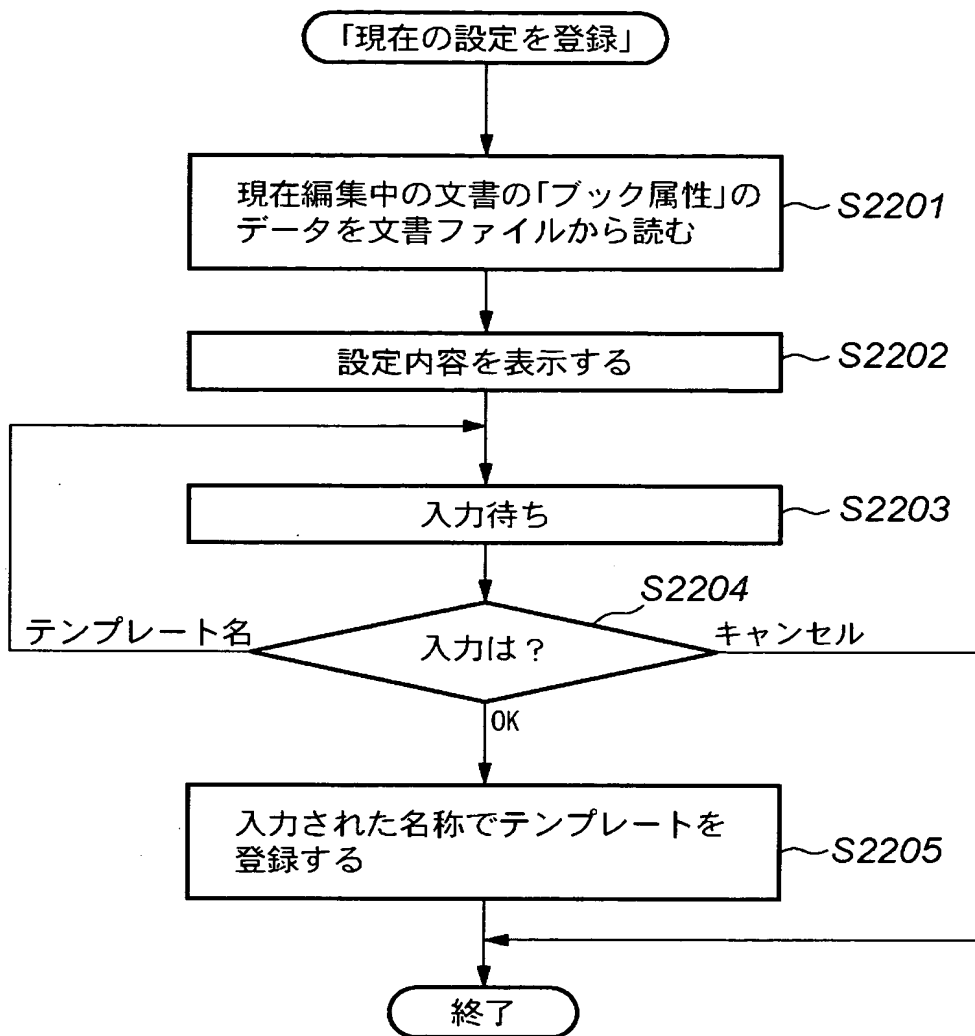 「現在の設定を登録」
現在編集中の文書の「ブック属性」の
データを文書ファイルから読む
S2201
設定内容を表示する
S2202
入力待ち
S2203
S2204
テンプレート名
入力は？
キャンセル
OK
入力された名称でテンプレートを
登録する
S2205
終了